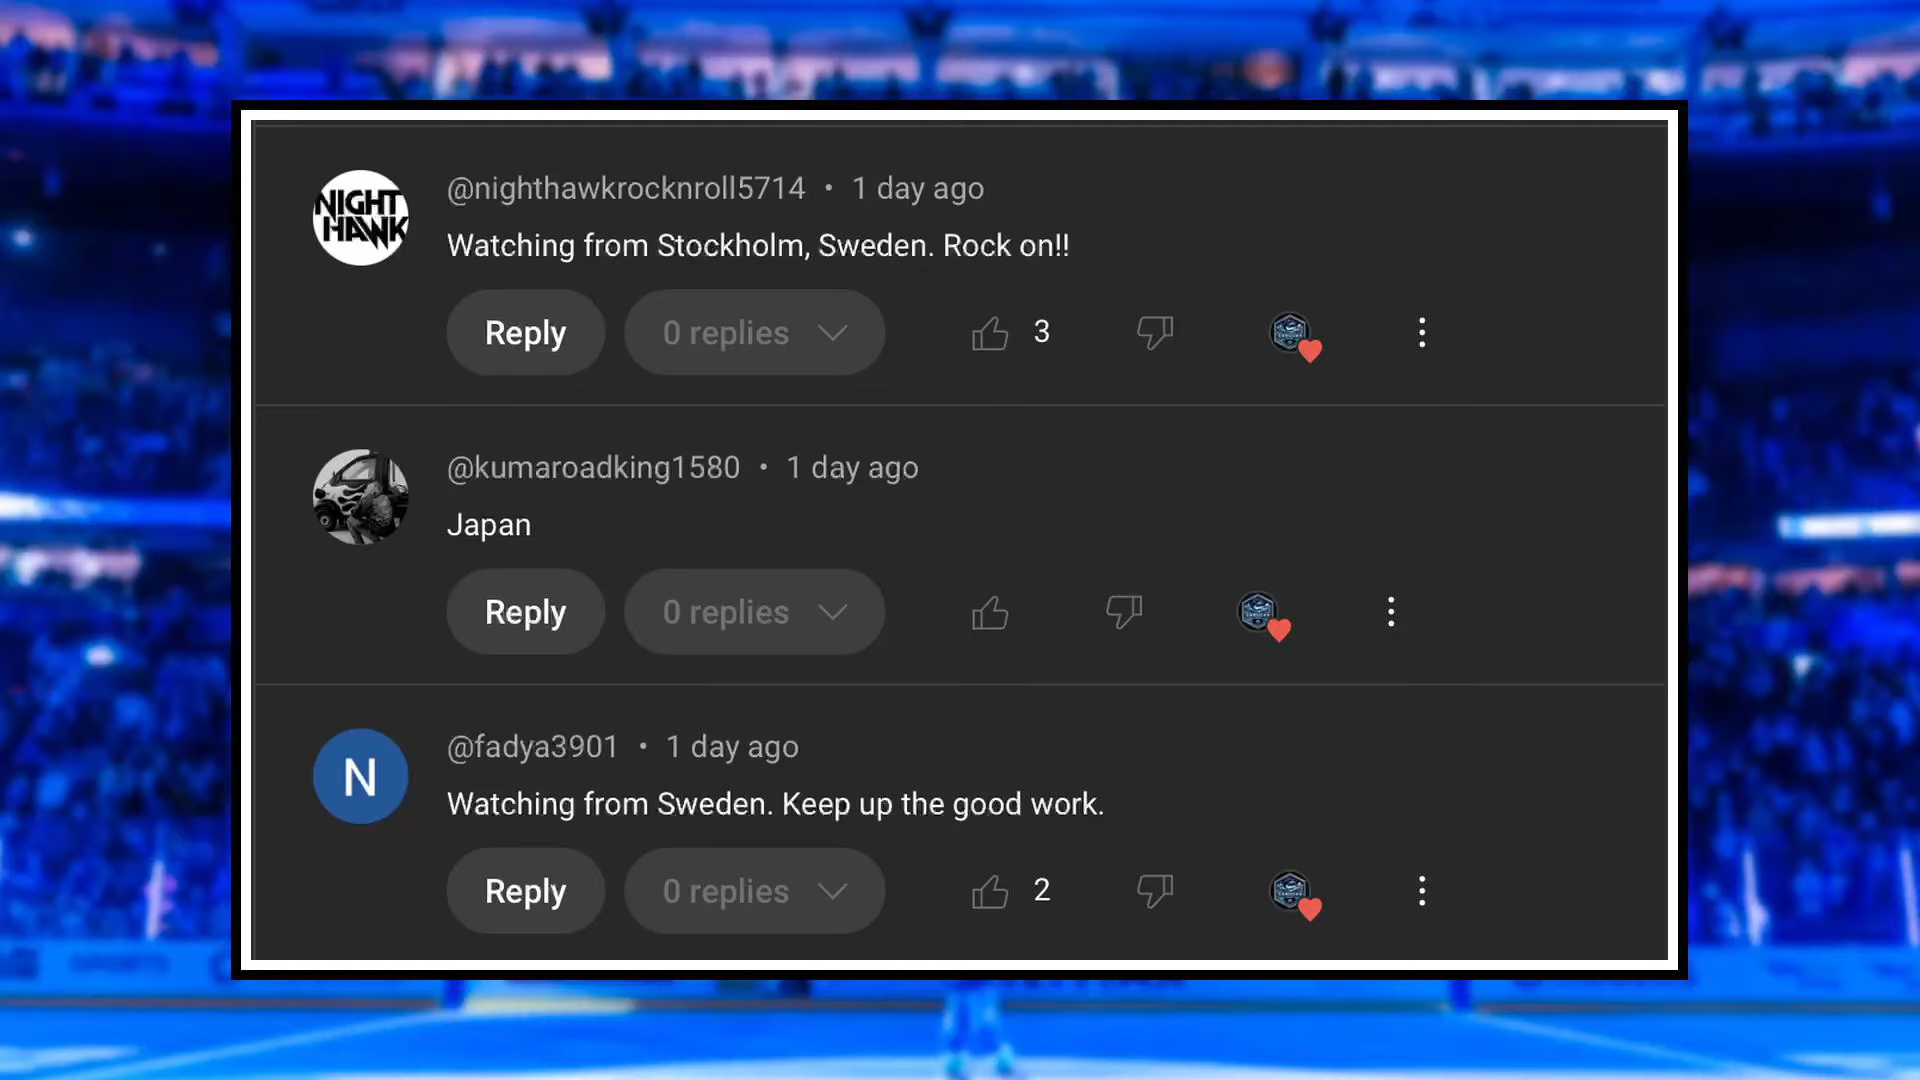 NIGHT
HAWK
@nighthawkrocknroll5714 • 1 day ago
Watching from Stockholm, Sweden. Rock on!!
Reply 0 replies 3
@kumaroadking1580 • 1 day ago
Japan
Reply 0 replies
N
@fadya3901 • 1 day ago
Watching from Sweden. Keep up the good work.
Reply 0 replies 2